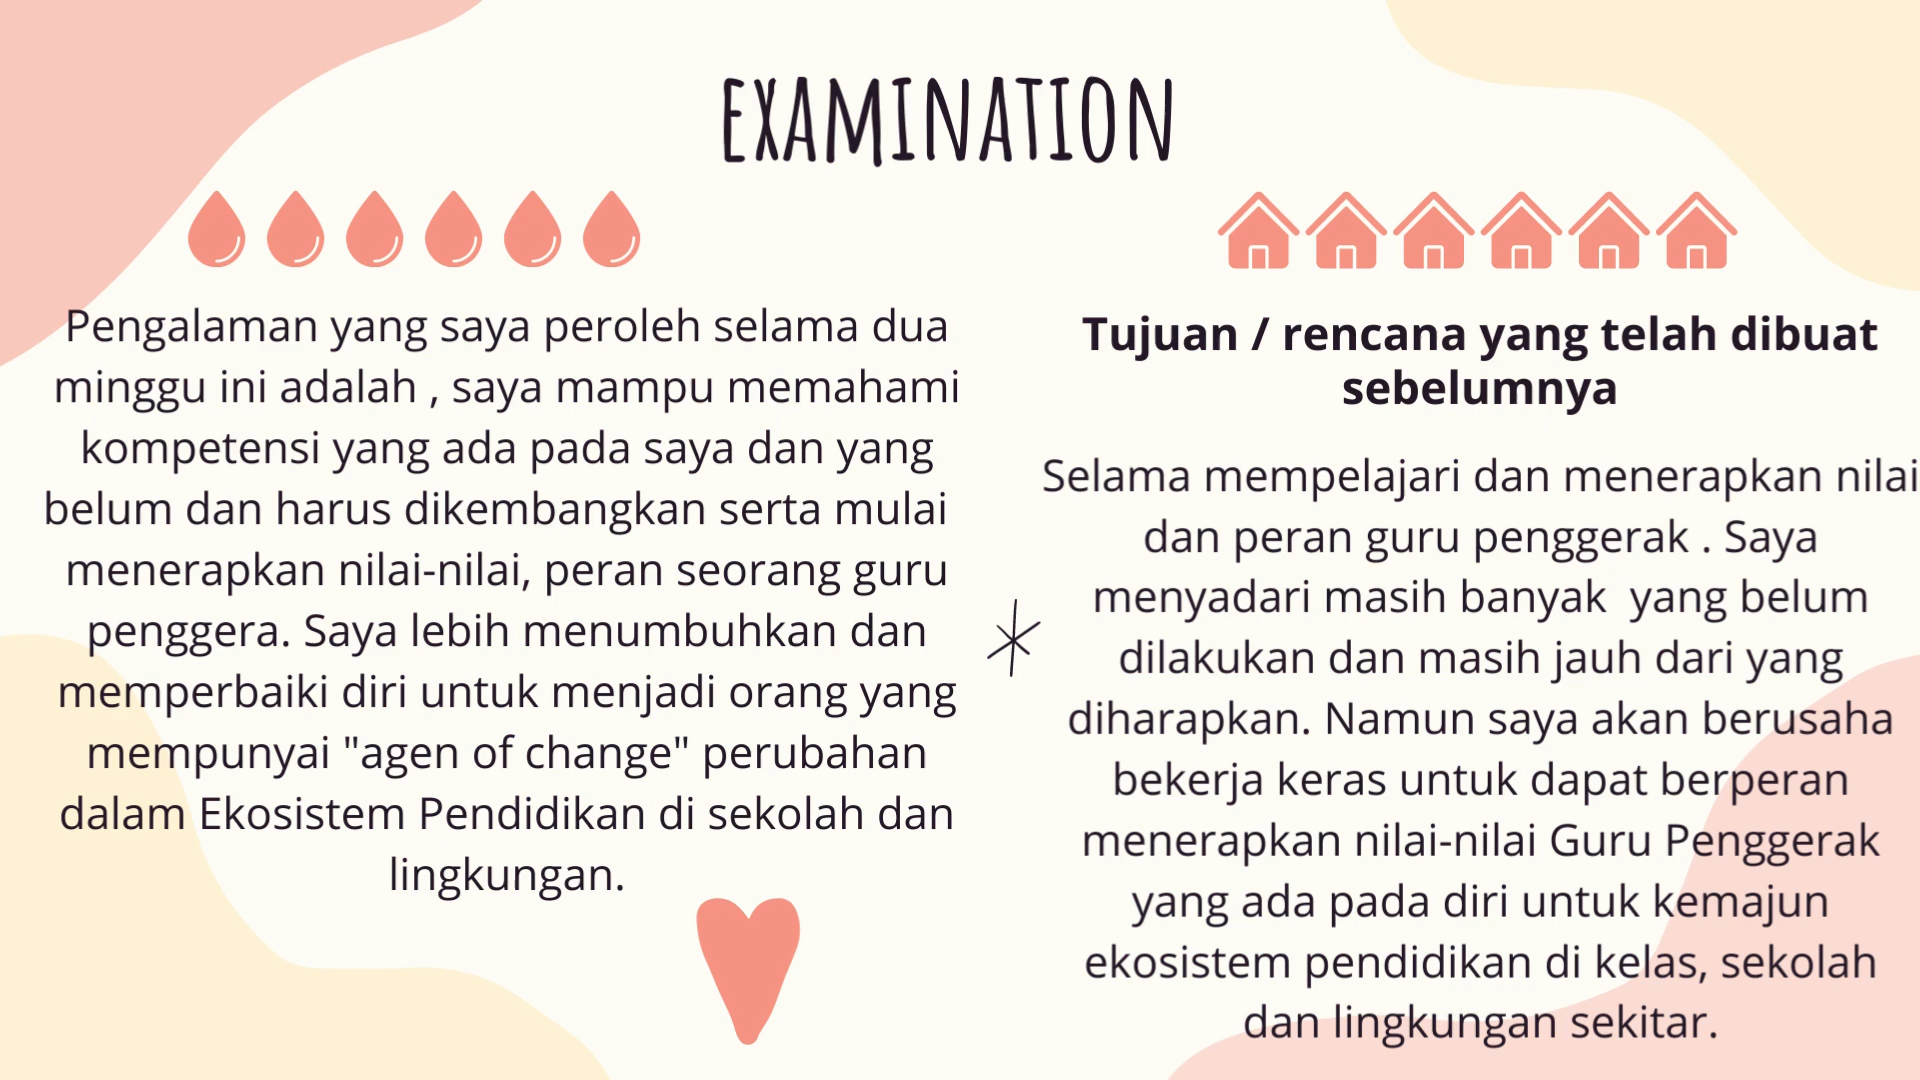 EXAMINATION
Pengalaman yang saya peroleh selama dua
minggu ini adalah , saya mampu memahami
kompetensi yang ada pada saya dan yang
belum dan harus dikembangkan serta mulai
menerapkan nilai-nilai, peran seorang guru
penggera. Saya lebih menumbuhkan dan
memperbaiki diri untuk menjadi orang yang
mempunyai "agen of change" perubahan
dalam Ekosistem Pendidikan di sekolah dan
lingkungan.
Tujuan / rencana yang telah dibuat
sebelumnya
Selama mempelajari dan menerapkan nilai
dan peran guru penggerak . Saya
menyadari masih banyak  yang belum
dilakukan dan masih jauh dari yang
diharapkan. Namun saya akan berusaha
bekerja keras untuk dapat berperan
menerapkan nilai-nilai Guru Penggerak
yang ada pada diri untuk kemajun
ekosistem pendidikan di kelas, sekolah
dan lingkungan sekitar.